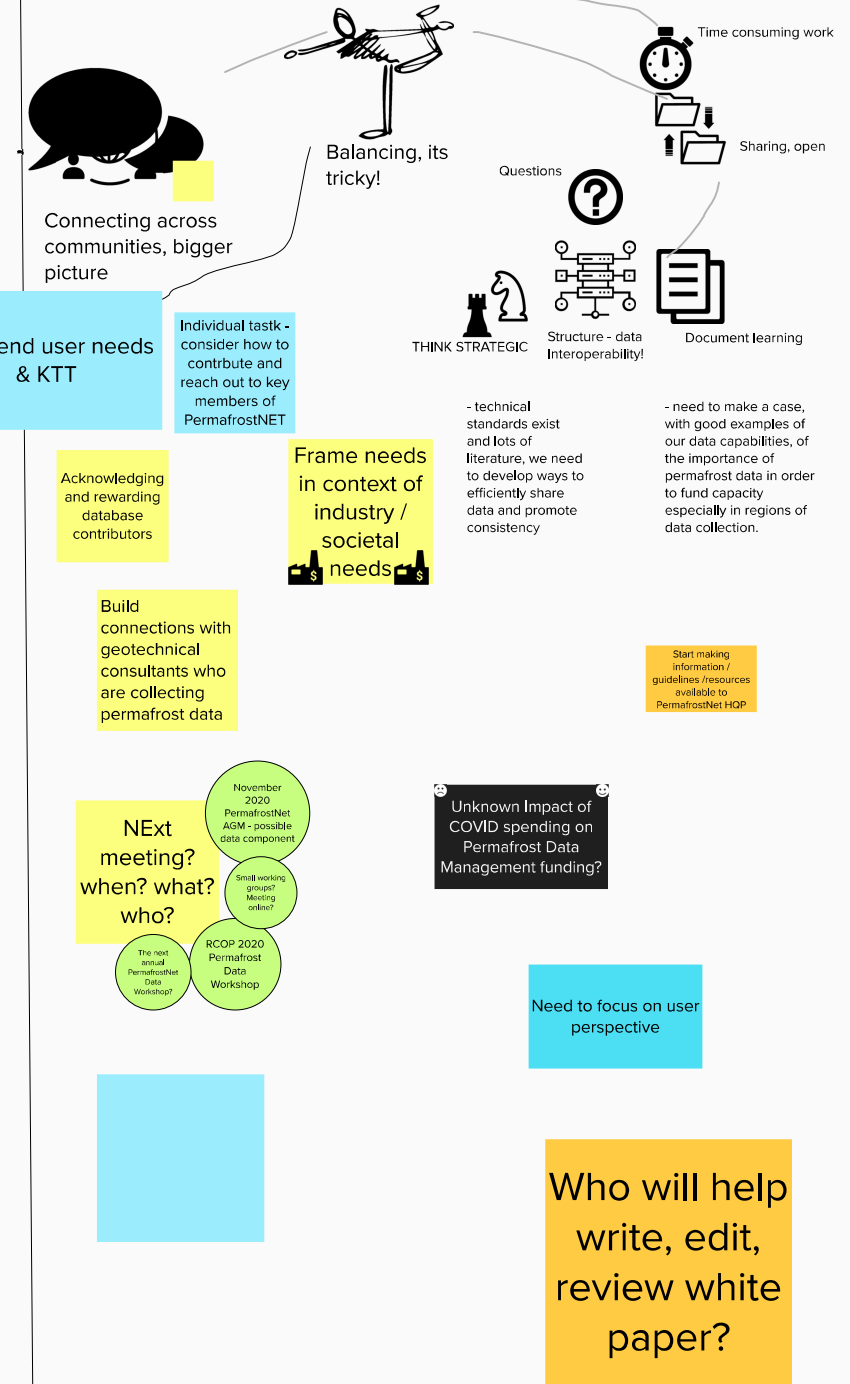 Time consuming work
Sharing, open
Balancing, its
tricky!
Questions
Connecting across
communities, bigger
picture
THINK STRATEGIC
Structure - data
Interoperability!
Document learning
end user needs
& KTT
Individual tastk -
consider how to
contrbute and
reach out to key
members of
PermafrostNET
- technical
standards exist
and lots of
literature, we need
to develop ways to
efficiently share
data and promote
consistency
- need to make a case,
with good examples of
our data capabilities, of
the importance of
permafrost data in order
to fund capacity
especially in regions of
data collection.
Acknowledging
and rewarding
database
contributors
Frame needs
in context of
industry /
societal
needs
$
$
Build
connections with
geotechnical
consultants who
are collecting
permafrost data
Start making
information /
guidelines /resources
available to
PermafrostNet HQP
NExt
meeting?
when? what?
who?
November
2020
PermafrostNet
AGM - possible
data component
Small working
groups?
Meeting
online?
RCOP 2020
Permafrost
Data
Workshop
The next
annual
PermafrostNet
Data
Workshop?
Unknown Impact of
COVID spending on
Permafrost Data
Management funding?
Need to focus on user
perspective
Who will help
write, edit,
review white
paper?